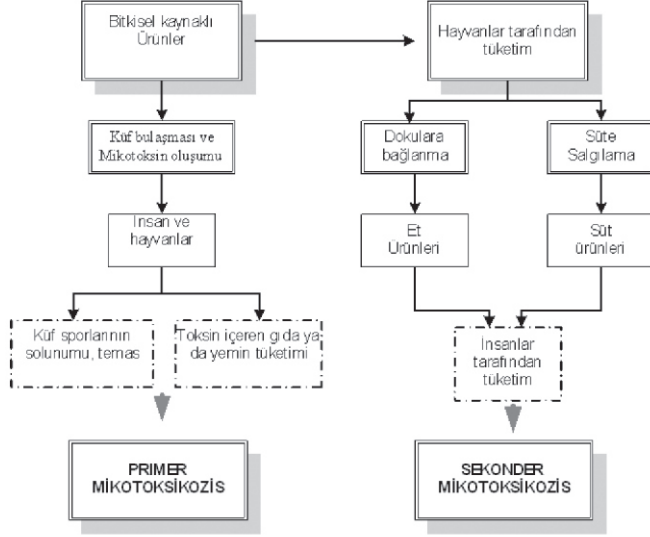 Bitkisel kaynaklı
Ürünler
Hayvanlar tarafından
tüketim
Küf bulaşması ve
Mikotoksin oluşumu
Dokulara
bağlanma
Süte
Salgılama
İnsan ve
hayvanlar
Et
Ürünleri
Süt
ürünleri
Küf sporlarının
solunumu, temas
Toksin içeren gıda ya
da yemin tüketimi
İnsanlar
tarafından
tüketim
PRIMER
MİKOTOKSİKOZİS
SEKONDER
MİKOTOKSİKOZİS